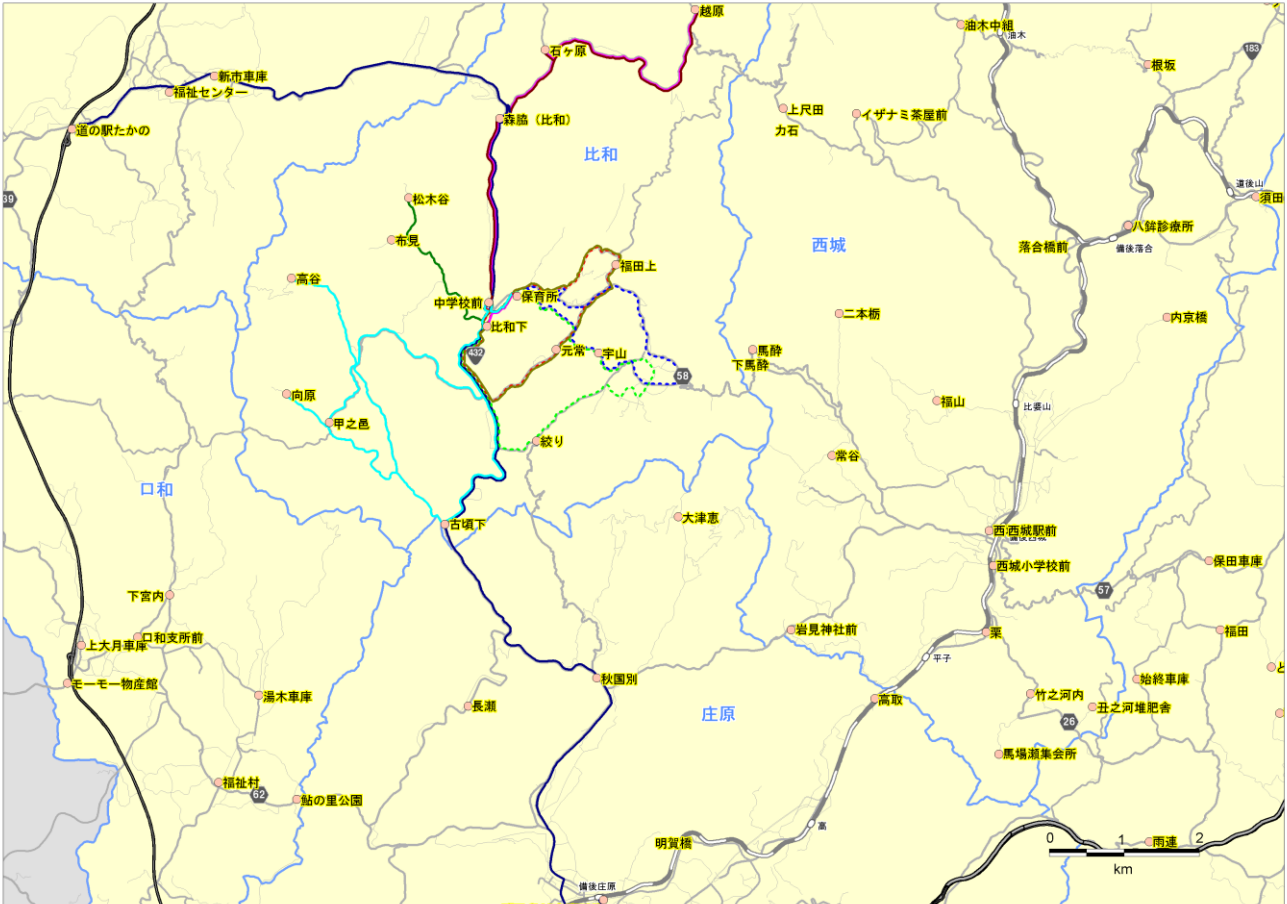 越原
油木中組
油木
183
石ヶ原
根坂
新市車庫
福祉センター
上尺田
イザナミ茶屋前
森脇（比和）
道の駅たかの
力石
比和
道後山
須田
39
松木谷
八鉾診療所
布見
西城
落合橋前
備後落合
福田上
高谷
保育所
中学校前
二本栃
内京橋
比和下
432
元常
宇山
馬酔
下馬酔
58
向原
福山
比婆山
甲之邑
絞り
常谷
口和
大津恵
古頃下
西西城駅前
西城小学校前
保田車庫
57
下宮内
岩見神社前
栗
福田
口和支所前
上大月車庫
平子
モーモー物産館
秋国別
始終車庫
湯木車庫
長瀬
高取
竹之河内
丑之河堆肥舎
庄原
26
馬場瀬集会所
福祉村
62
鮎の里公園
高
0 1 2
km
明賀橋
雨連
備後庄原